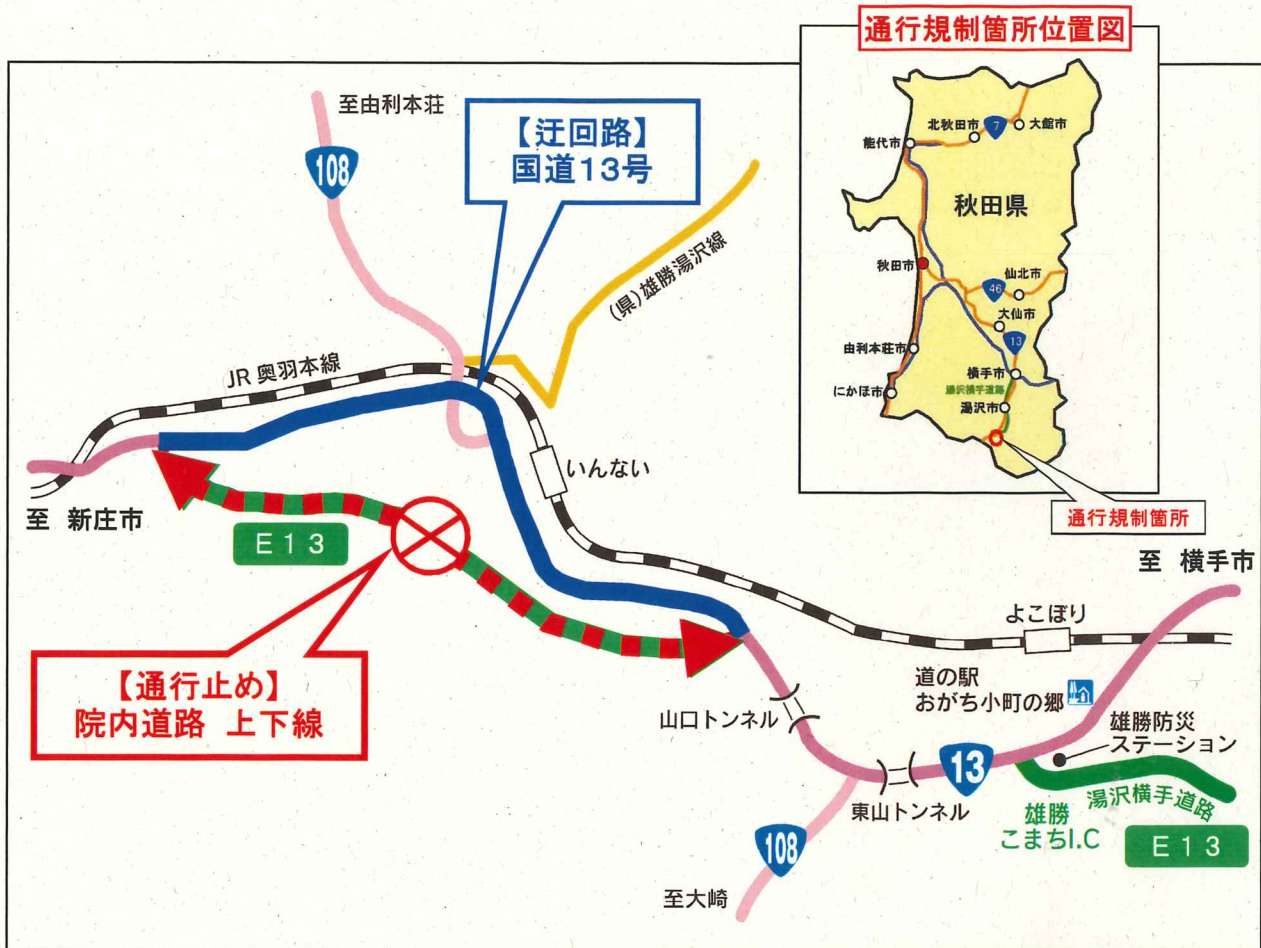 通行規制箇所位置図
至由利本荘
【迂回路】
国道13号
108
(県)雄勝湯沢線
JR 奥羽本線
いんない
至 新庄市
E13
【通行止め】
院内道路 上下線
能代市
北秋田市
7
大館市
秋田県
秋田市
仙北市
46
大仙市
由利本荘市
13
横手市
にかほ市
湯沢横手道路
湯沢市
通行規制箇所
至 横手市
よこぼり
道の駅
おがち小町の郷
山口トンネル
雄勝防災
ステーション
13
東山トンネル
湯沢横手道路
雄勝
こまちI.C
E13
108
至大崎